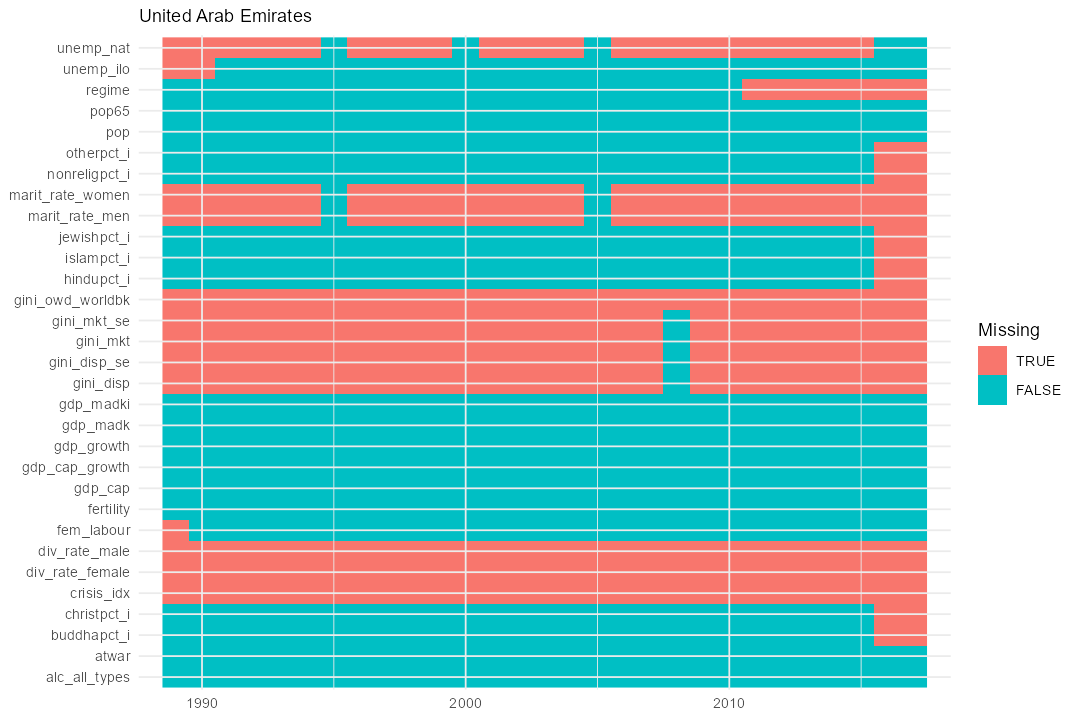 United Arab Emirates
unemp_nat
unemp_ilo
regime
pop65
pop
otherpct_i
nonreligpct_i
marit_rate_women
marit_rate_men
jewishpct_i
islampct_i
hindupct_i
gini_owd_worldbk
gini_mkt_se
gini_mkt
gini_disp_se
gini_disp
gdp_madki
gdp_madk
gdp_growth
gdp_cap_growth
gdp_cap
fertility
fem_labour
div_rate_male
div_rate_female
crisis_idx
christpct_i
buddhapct_i
atwar
alc_all_types
1990 2000 2010
Missing
TRUE
FALSE